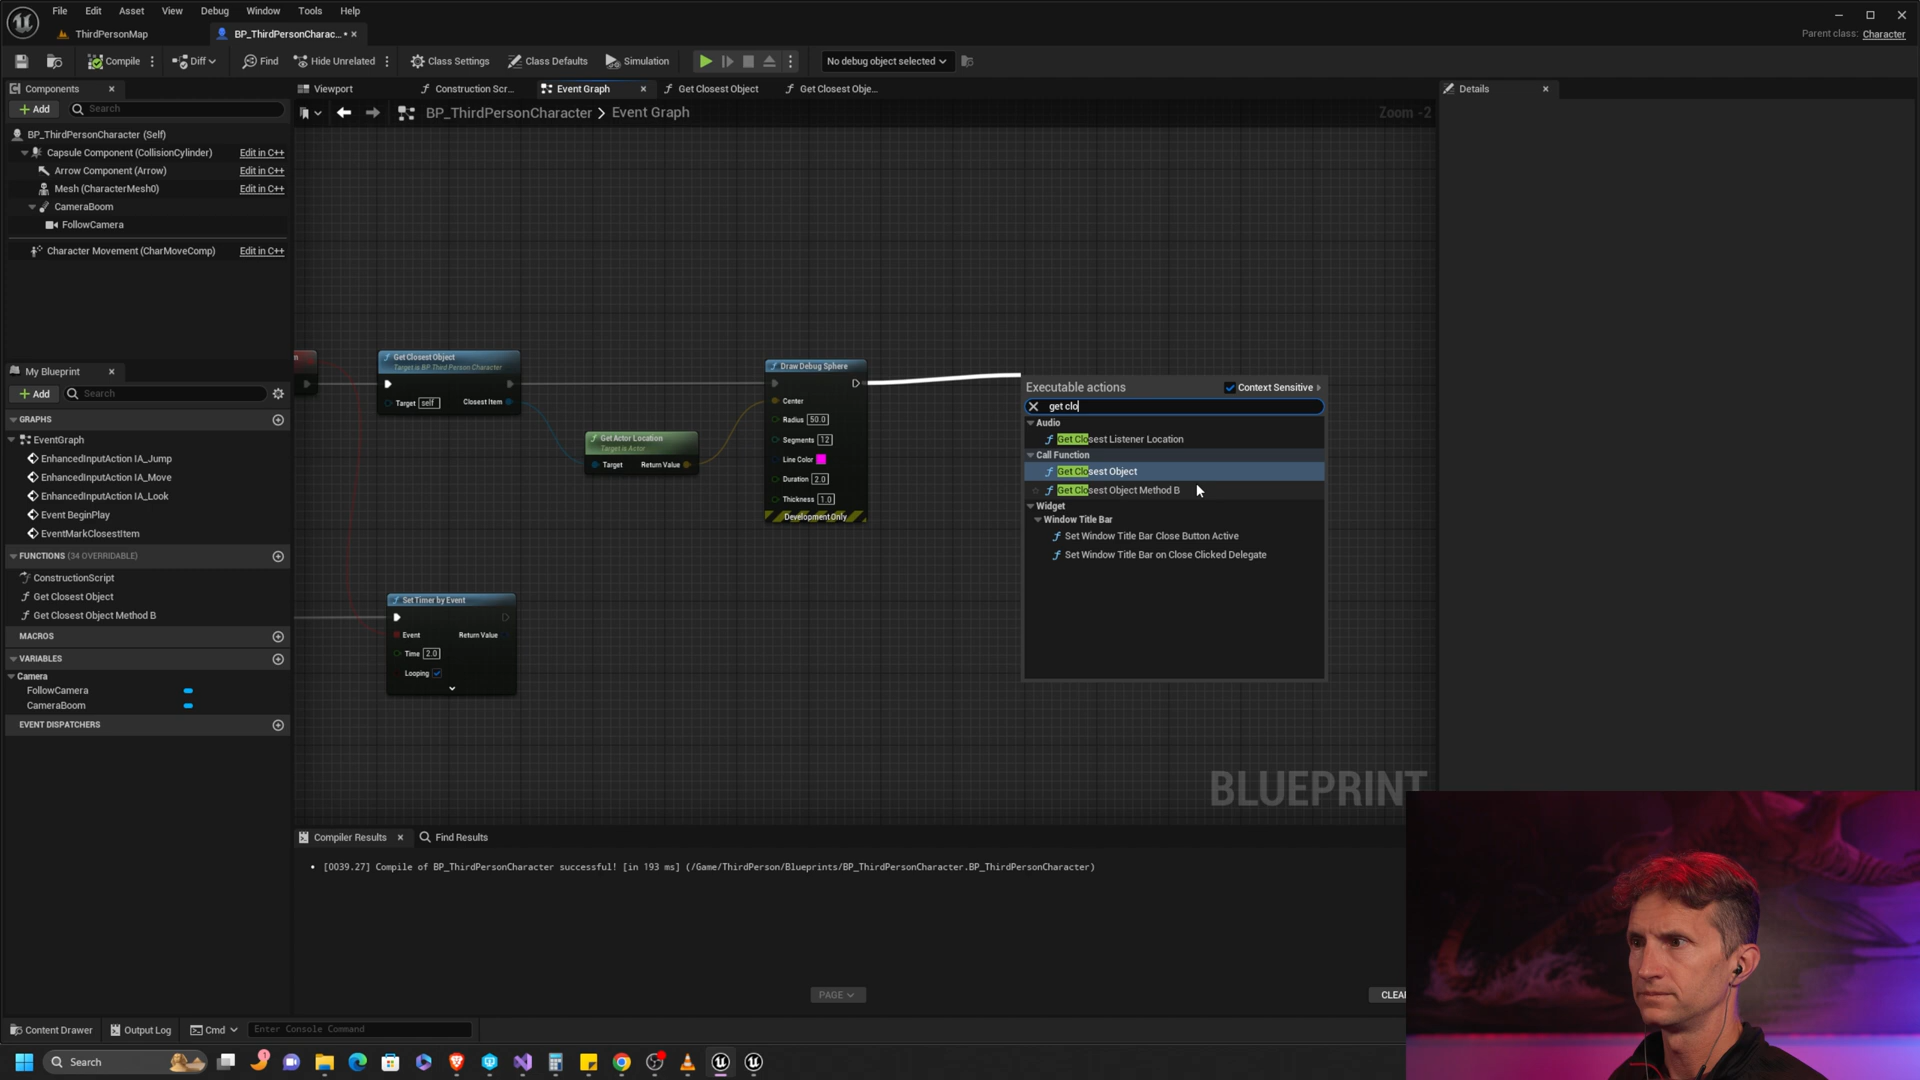 File Edit Asset View Debug Window Tools Help
ThirdPersonMap
BP_ThirdPersonCharac...•
Parent class: Character
Compile
Diff
Find
Hide Unrelated
Class Settings
Class Defaults
Simulation
No debug object selected
Components
Viewport
Construction Scr...
Event Graph
Get Closest Object
Get Closest Obje...
Details
+ Add
Search
BP_ThirdPersonCharacter > Event Graph
Zoom -2
BP_ThirdPersonCharacter (Self)
Capsule Component (CollisionCylinder) Edit in C++
Arrow Component (Arrow) Edit in C++
Mesh (CharacterMesh0) Edit in C++
CameraBoom
FollowCamera
Character Movement (CharMoveComp) Edit in C++
My Blueprint
+ Add
Search
GRAPHS
EventGraph
EnhancedInputAction IA_Jump
EnhancedInputAction IA_Move
EnhancedInputAction IA_Look
Event BeginPlay
EventMarkClosestItem
FUNCTIONS (34 OVERRIDABLE)
ConstructionScript
Get Closest Object
Get Closest Object Method B
MACROS
VARIABLES
Camera
FollowCamera
CameraBoom
EVENT DISPATCHERS
Get Closest Object
Target is BP Third Person Character
Target self
Closest Item
Get Actor Location
Target is Actor
Target
Return Value
Draw Debug Sphere
Center
Radius 50.0
Segments 12
Line Color
Duration 2.0
Thickness 1.0
Development Only
Set Timer by Event
Event
Return Value
Time 2.0
Looping
Executable actions
Context Sensitive
get clo
Audio
Get Closest Listener Location
Call Function
Get Closest Object
Get Closest Object Method B
Widget
Window Title Bar
Set Window Title Bar Close Button Active
Set Window Title Bar on Close Clicked Delegate
BLUEPRINT
Compiler Results
Find Results
• [0039.27] Compile of BP_ThirdPersonCharacter successful! [in 193 ms] (/Game/ThirdPerson/Blueprints/BP_ThirdPersonCharacter.BP_ThirdPersonCharacter)
PAGE
CLEAR
Content Drawer
Output Log
Cmd
Enter Console Command
Search